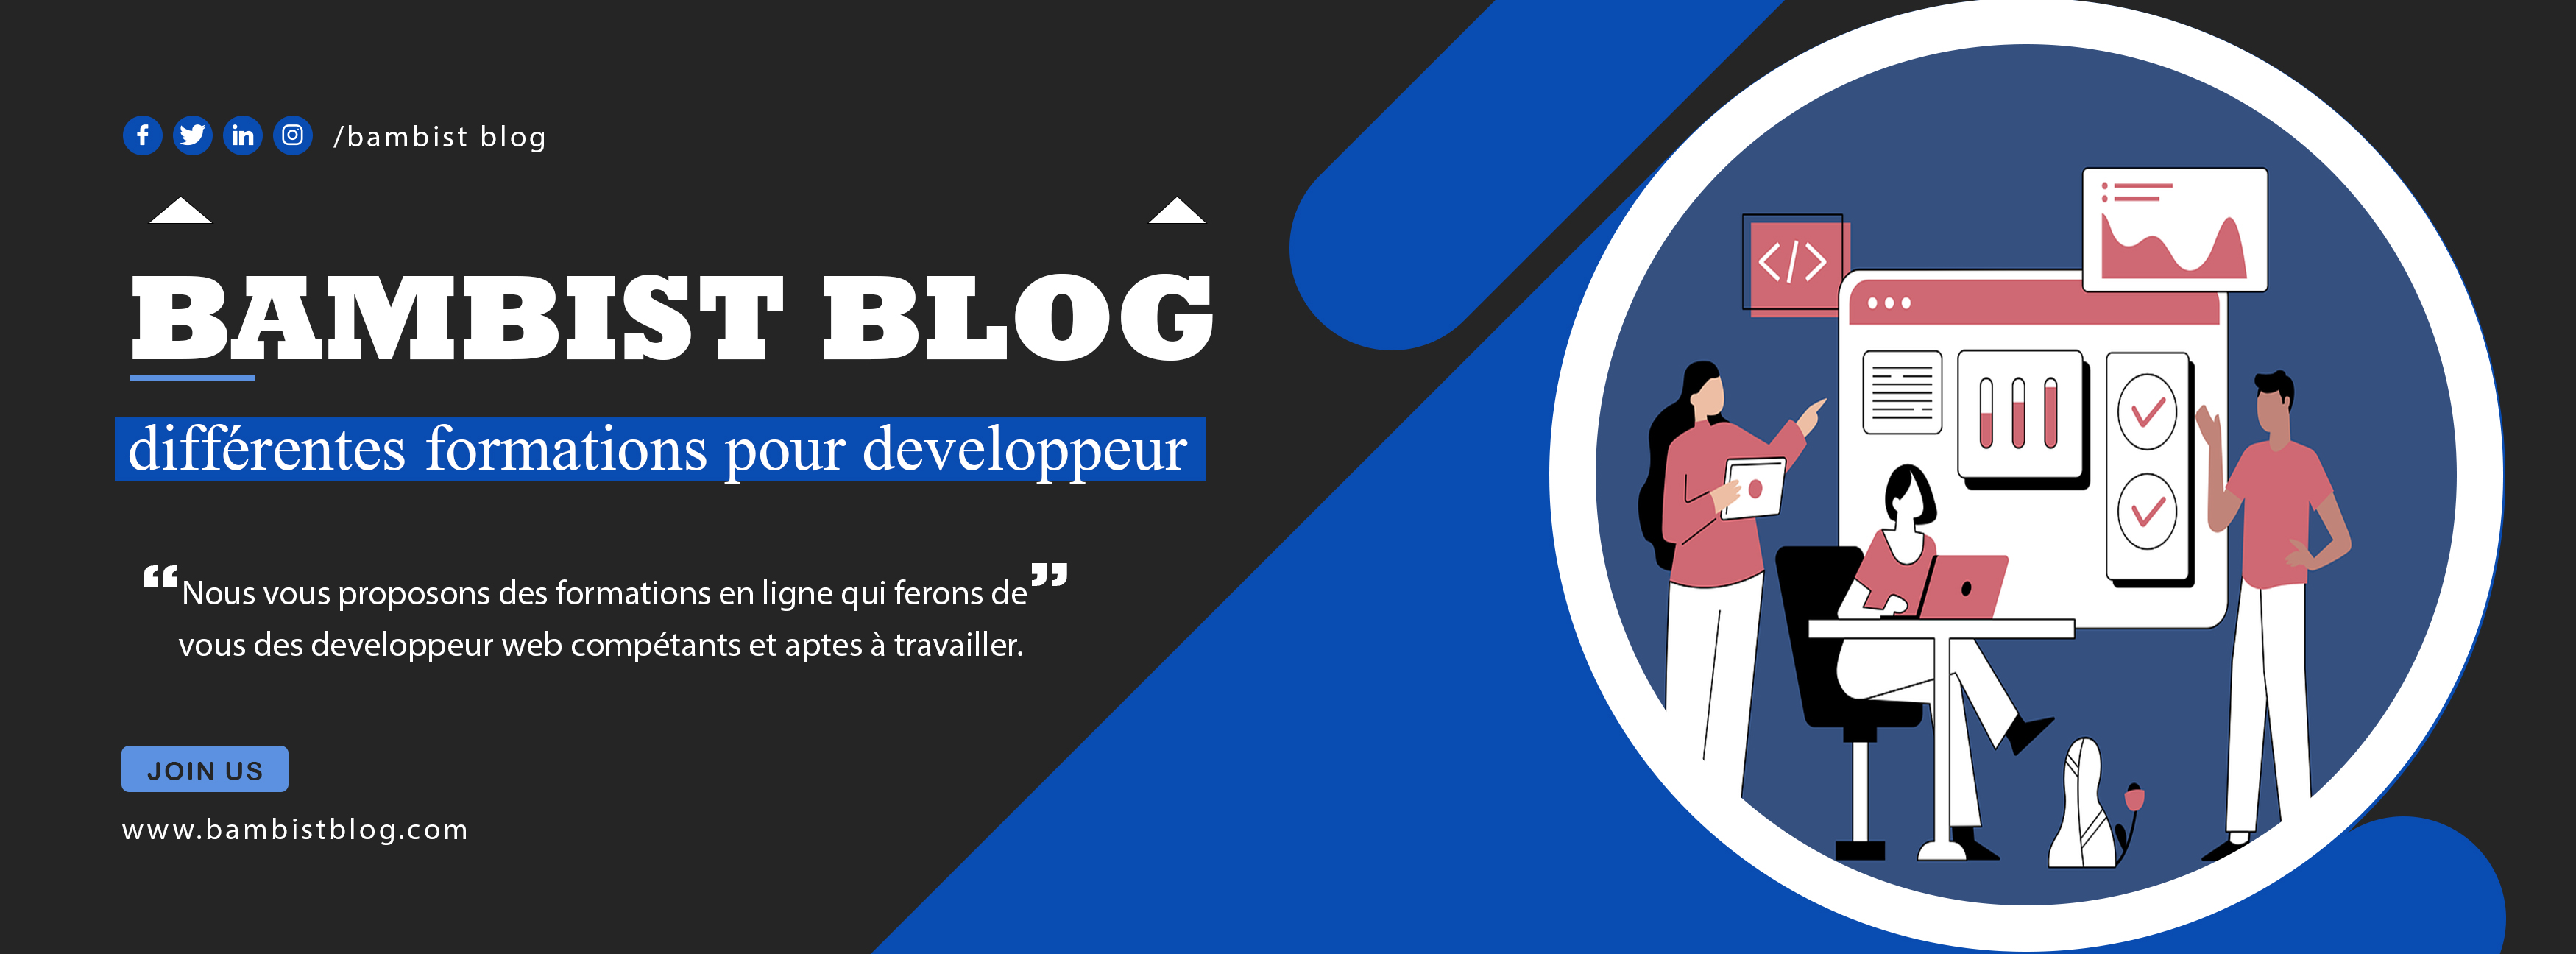 /bambist blog
BAMBIST BLOG
différentes formations pour developpeur
“Nous vous proposons des formations en ligne qui ferons de”
vous des developpeur web compétants et aptes à travailler.
JOIN US
www.bambistblog.com